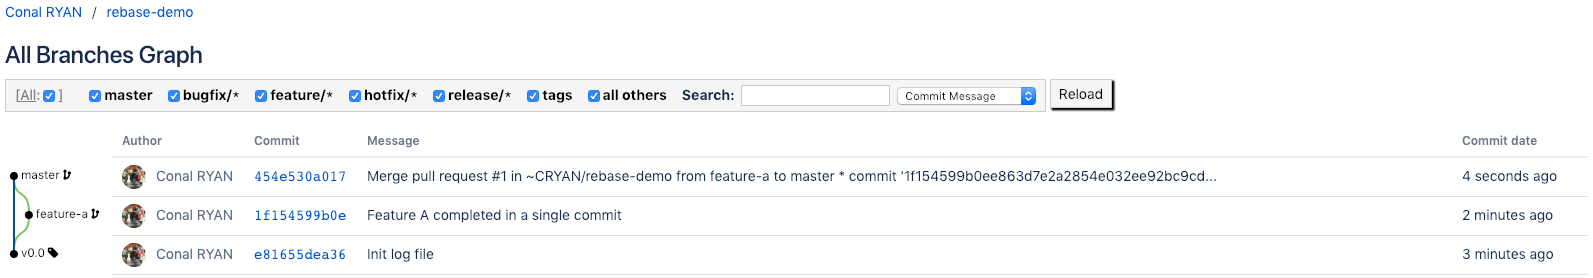 Conal RYAN / rebase-demo
All Branches Graph
[All: ] master bugfix/* feature/* hotfix/* release/* tags all others Search: Commit Message Reload
Author Commit Message Commit date
master Conal RYAN 454e530a017 Merge pull request #1 in ~CRYAN/rebase-demo from feature-a to master * commit '1f154599b0ee863d7e2a2854e032ee92bc9cd... 4 seconds ago
feature-a Conal RYAN 1f154599b0e Feature A completed in a single commit 2 minutes ago
v0.0 Conal RYAN e81655dea36 Init log file 3 minutes ago